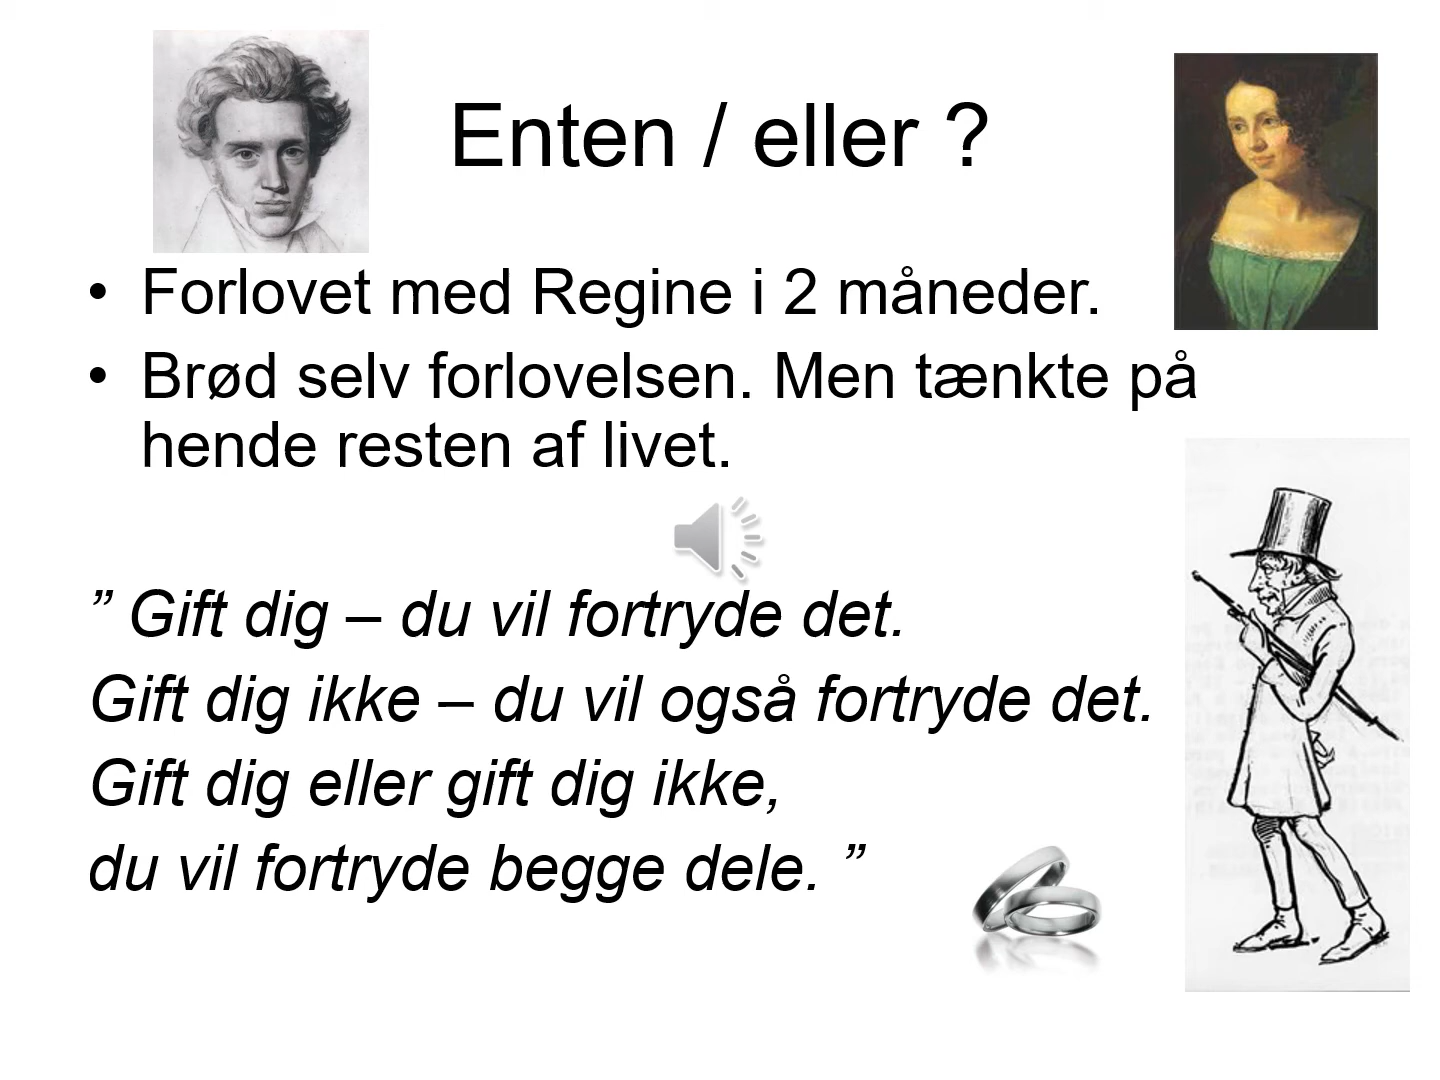 Enten / eller ?
• Forlovet med Regine i 2 måneder.
• Brød selv forlovelsen. Men tænkte på
hende resten af livet.
” Gift dig – du vil fortryde det.
Gift dig ikke – du vil også fortryde det.
Gift dig eller gift dig ikke,
du vil fortryde begge dele. ”